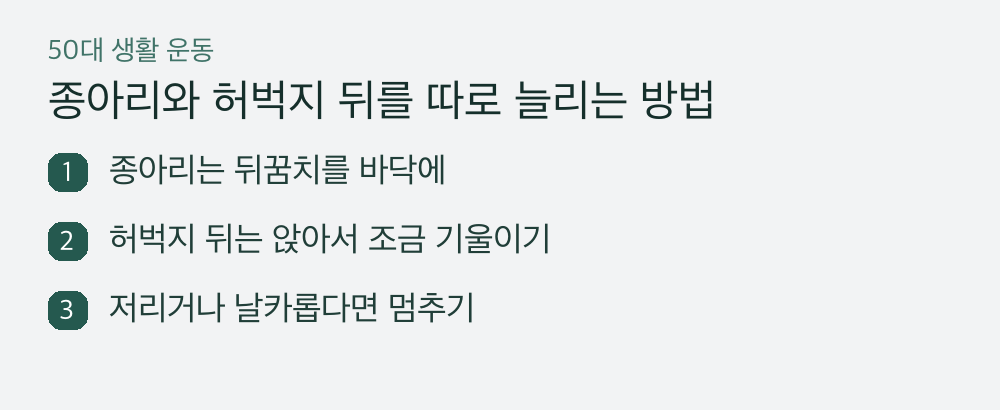 50대 생활 운동
종아리와 허벅지 뒤를 따로 늘리는 방법
1 종아리는 뒤꿈치를 바닥에
2 허벅지 뒤는 앉아서 조금 기울이기
3 저리거나 날카롭다면 멈추기